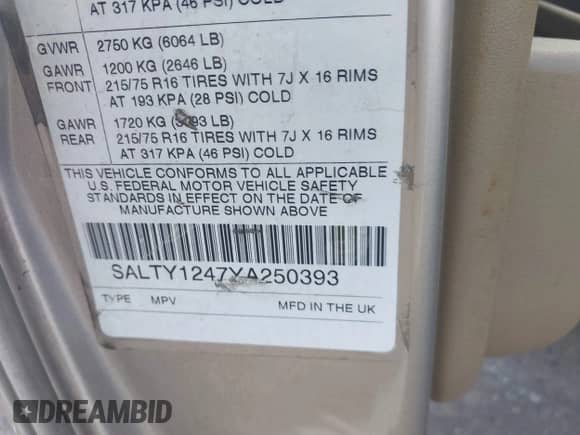 AT 317 KPA (46 PSI) COLD
GVWR 2750 KG (6064 LB)
GAWR FRONT 1200 KG (2646 LB)
215/75 R16 TIRES WITH 7J X 16 RIMS
AT 193 KPA (28 PSI) COLD
GAWR REAR 1720 KG (3793 LB)
215/75 R16 TIRES WITH 7J X 16 RIMS
AT 317 KPA (46 PSI) COLD
THIS VEHICLE CONFORMS TO ALL APPLICABLE
U.S. FEDERAL MOTOR VEHICLE SAFETY
STANDARDS IN EFFECT ON THE DATE OF
MANUFACTURE SHOWN ABOVE
SALTY1247YA250393
TYPE MPV MFD IN THE UK
DREAMBID